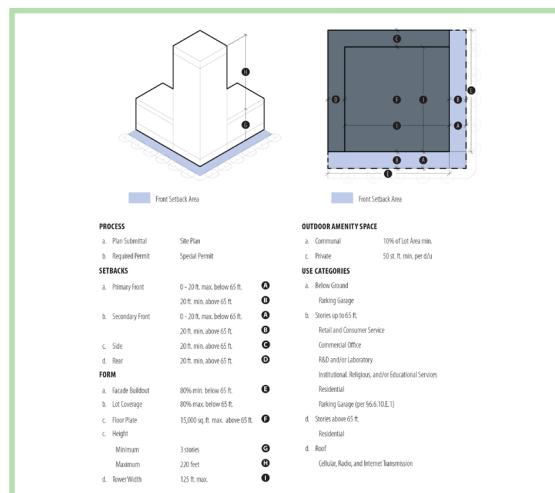 H
G
C
D
F
I
B
E
E
A
B
A
E
Front Setback Area
Front Setback Area
PROCESS
a. Plan Submittal Site Plan
b. Required Permit Special Permit
SETBACKS
a. Primary Front 0 – 20 ft. max. below 65 ft. A
20 ft. min. above 65 ft. B
b. Secondary Front 0 – 20 ft. max. below 65 ft. A
20 ft. min. above 65 ft. B
c. Side 20 ft. min. above 65 ft. C
d. Rear 20 ft. min. above 65 ft. D
FORM
a. Facade Buildout 80% min. below 65 ft. E
b. Lot Coverage 80% max. below 65 ft.
c. Floor Plate 15,000 sq. ft. max. above 65 ft. F
c. Height
Minimum 3 stories G
Maximum 220 feet H
d. Tower Width 125 ft. max. I
OUTDOOR AMENITY SPACE
a. Communal 10% of Lot Area min.
c. Private 50 st. ft. min. per d/u
USE CATEGORIES
a. Below Ground
Parking Garage
b. Stories up to 65 ft.
Retail and Consumer Service
Commercial Office
R&D and/or Laboratory
Institutional. Religious, and/or Educational Services
Residential
Parking Garage (per §6.6.10.E.1)
d. Stories above 65 ft.
Residential
d. Roof
Cellular, Radio, and Internet Transmission